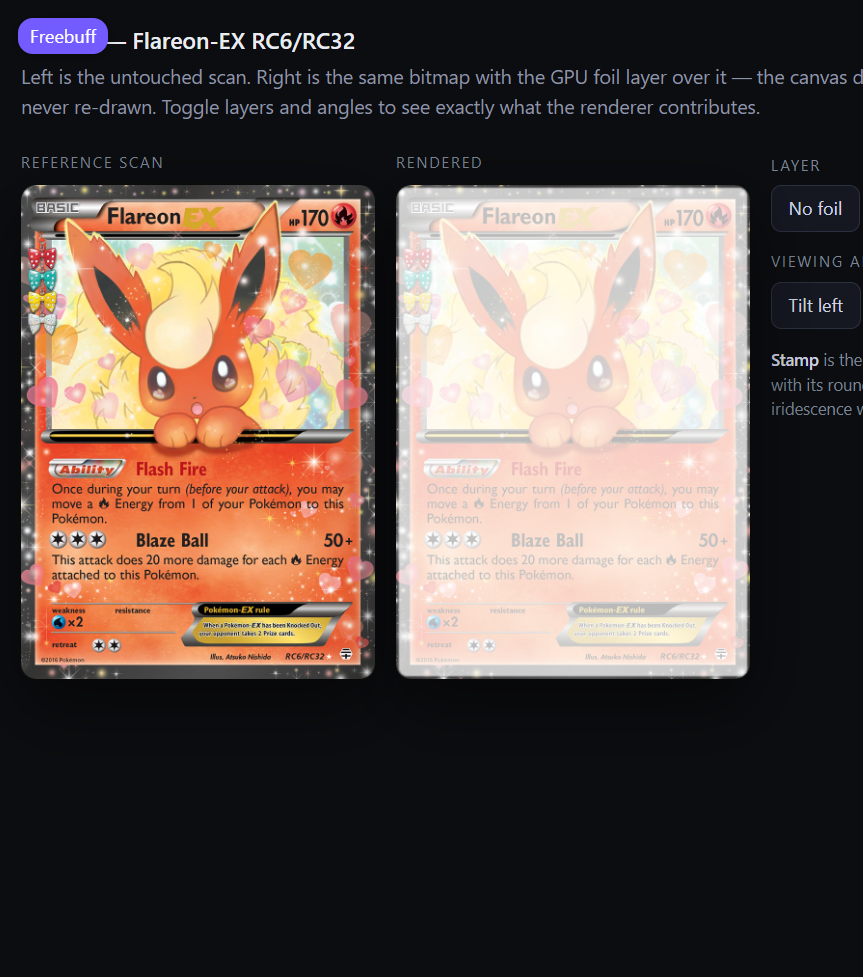 Freebuff — Flareon-EX RC6/RC32
Left is the untouched scan. Right is the same bitmap with the GPU foil layer over it — the canvas
never re-drawn. Toggle layers and angles to see exactly what the renderer contributes.
REFERENCE SCAN
BASIC Flareon EX HP 170
Ability Flash Fire
Once during your turn (before your attack), you may
move a Energy from 1 of your Pokémon to this
Pokémon.
Blaze Ball 50+
This attack does 20 more damage for each Energy
attached to this Pokémon.
weakness resistance
×2
retreat
Pokémon-EX rule
When a Pokémon-EX has been Knocked Out,
your opponent takes 2 Prize cards.
©2016 Pokémon Illus. Atsuko Nishida RC6/RC32
RENDERED
BASIC Flareon EX HP 170
Ability Flash Fire
Once during your turn (before your attack), you may
move a Energy from 1 of your Pokémon to this
Pokémon.
Blaze Ball 50+
This attack does 20 more damage for each Energy
attached to this Pokémon.
weakness resistance
×2
retreat
Pokémon-EX rule
When a Pokémon-EX has been Knocked Out,
your opponent takes 2 Prize cards.
©2016 Pokémon Illus. Atsuko Nishida RC6/RC32
LAYER
No foil
VIEWING
Tilt left
Stamp is the
with its
iridescence